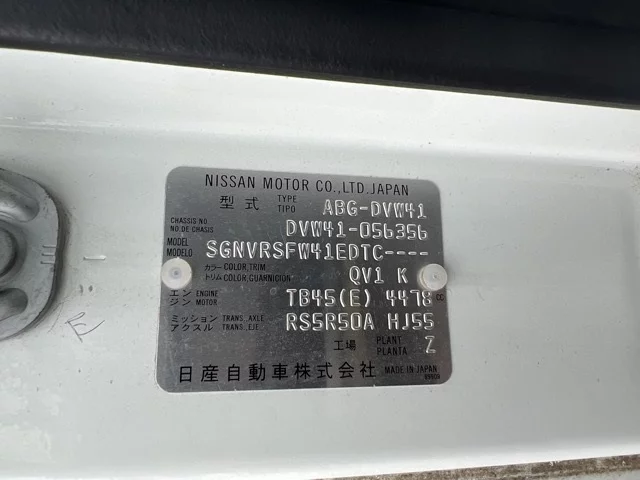 NISSAN MOTOR CO.,LTD.JAPAN
型式 TYPE TIPO ABG-DVW41
CHASSIS NO. NO.DE CHASIS DVW41-056356
MODEL MODELO SGNVRSFW41EDTC----
カラー COLOR,TRIM
トリム COLOR,GUARNICION QV1 K
エンジン ENGINE MOTOR TB45(E) 4478 cc
ミッション TRANS.,AXLE
アクスル TRANS.,EJE RS5R50A HJ55
工場 PLANT PLANTA Z
日産自動車株式会社 MADE IN JAPAN